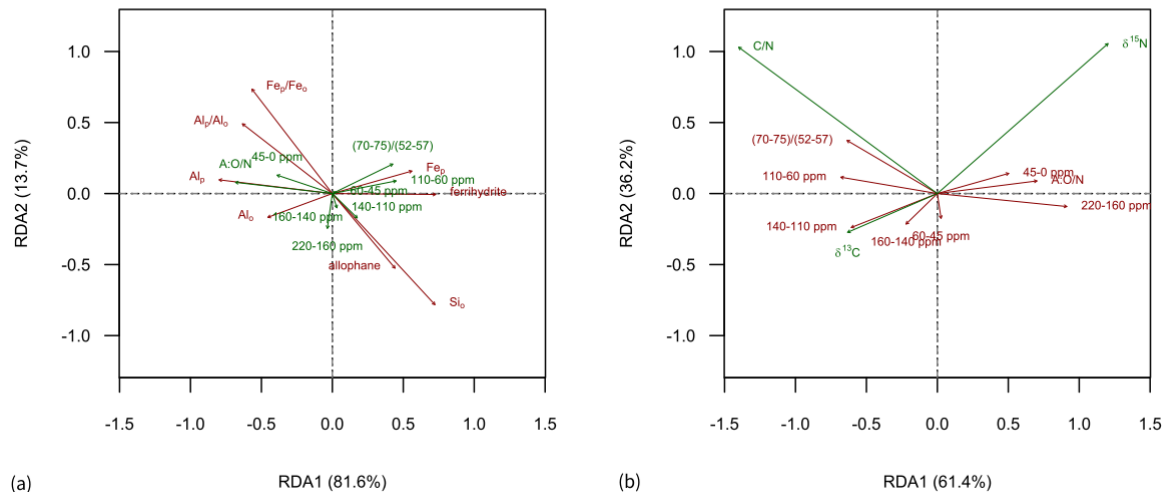 1.0
0.5
0.0
-0.5
-1.0
RDA2 (13.7%)
Feₚ/Feₒ
Alₚ/Alₒ
(70-75)/(52-57)
45-0 ppm
A:O/N
Feₚ
Alₚ
110-60 ppm
60-45 ppm
ferrihydrite
140-110 ppm
Alₒ
160-140 ppm
220-160 ppm
allophane
Siₒ
-1.5 -1.0 -0.5 0.0 0.5 1.0 1.5
(a)
RDA1 (81.6%)
1.0
0.5
0.0
-0.5
-1.0
RDA2 (36.2%)
C/N
δ¹⁵N
(70-75)/(52-57)
110-60 ppm
45-0 ppm
A:O/N
220-160 ppm
140-110 ppm
60-45 ppm
160-140 ppm
δ¹³C
-1.5 -1.0 -0.5 0.0 0.5 1.0 1.5
(b)
RDA1 (61.4%)